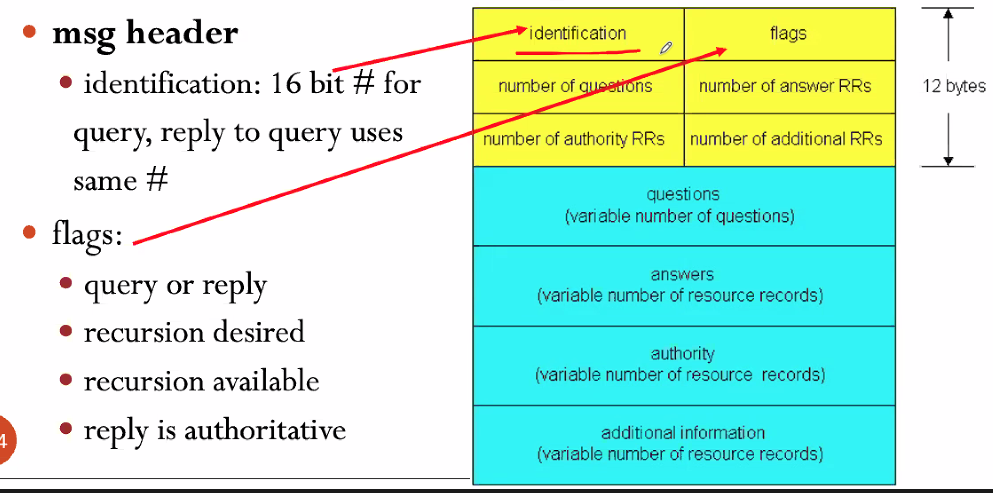 • msg header
• identification: 16 bit # for
query, reply to query uses
same #
• flags:
• query or reply
• recursion desired
• recursion available
• reply is authoritative
4
identification
flags
number of questions
number of answer RRs
number of authority RRs
number of additional RRs
12 bytes
questions
(variable number of questions)
answers
(variable number of resource records)
authority
(variable number of resource records)
additional information
(variable number of resource records)